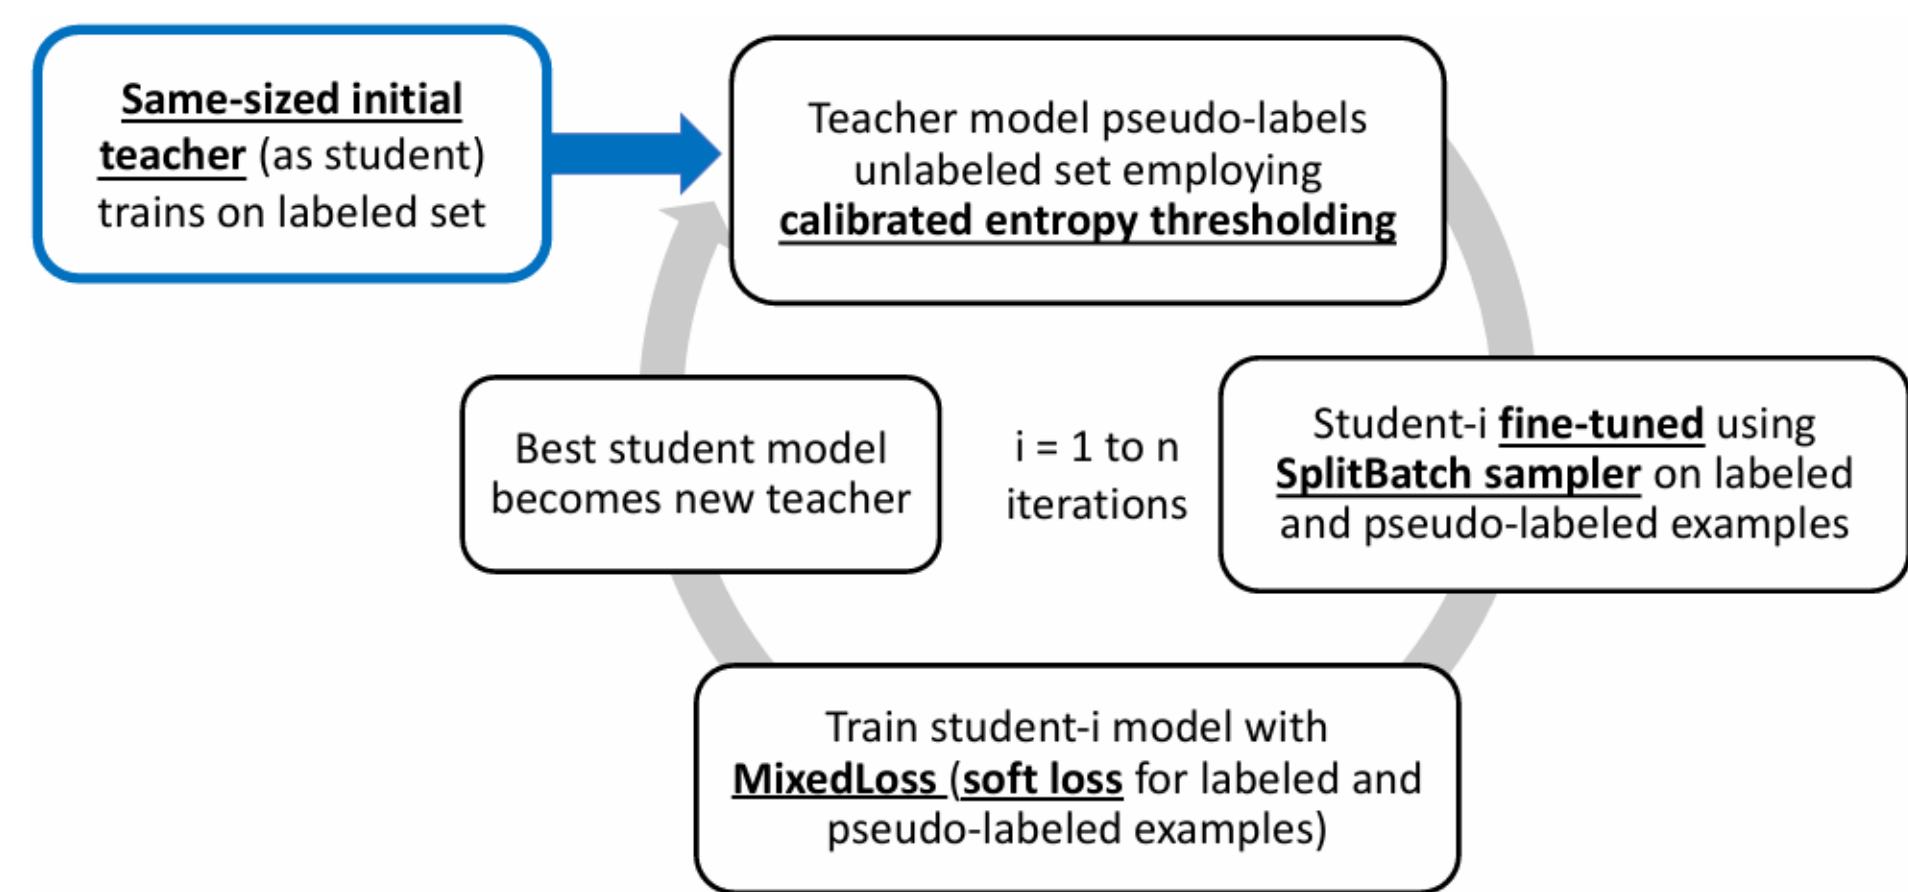 Same-sized initial
teacher (as student)
trains on labeled set
Teacher model pseudo-labels
unlabeled set employing
calibrated entropy thresholding
Student-i fine-tuned using
SplitBatch sampler on labeled
and pseudo-labeled examples
Train student-i model with
MixedLoss (soft loss for labeled and
pseudo-labeled examples)
Best student model
becomes new teacher
i = 1 to n
iterations